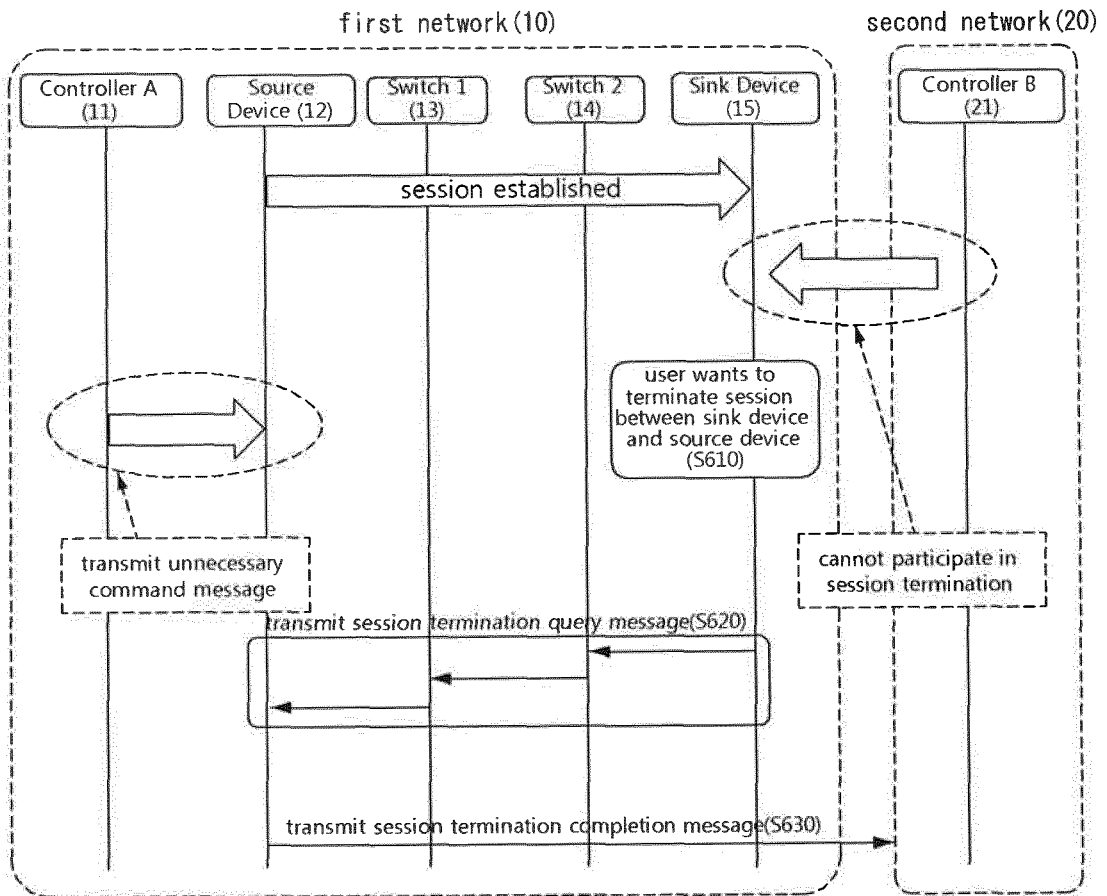 first network(10)
second network(20)
Controller A
(11)
Source
Device (12)
Switch 1
(13)
Switch 2
(14)
Sink Device
(15)
Controller B
(21)
session established
user wants to
terminate session
between sink device
and source device
(S610)
transmit unnecessary
command message
cannot participate in
session termination
transmit session termination query message(S620)
transmit session termination completion message(S630)